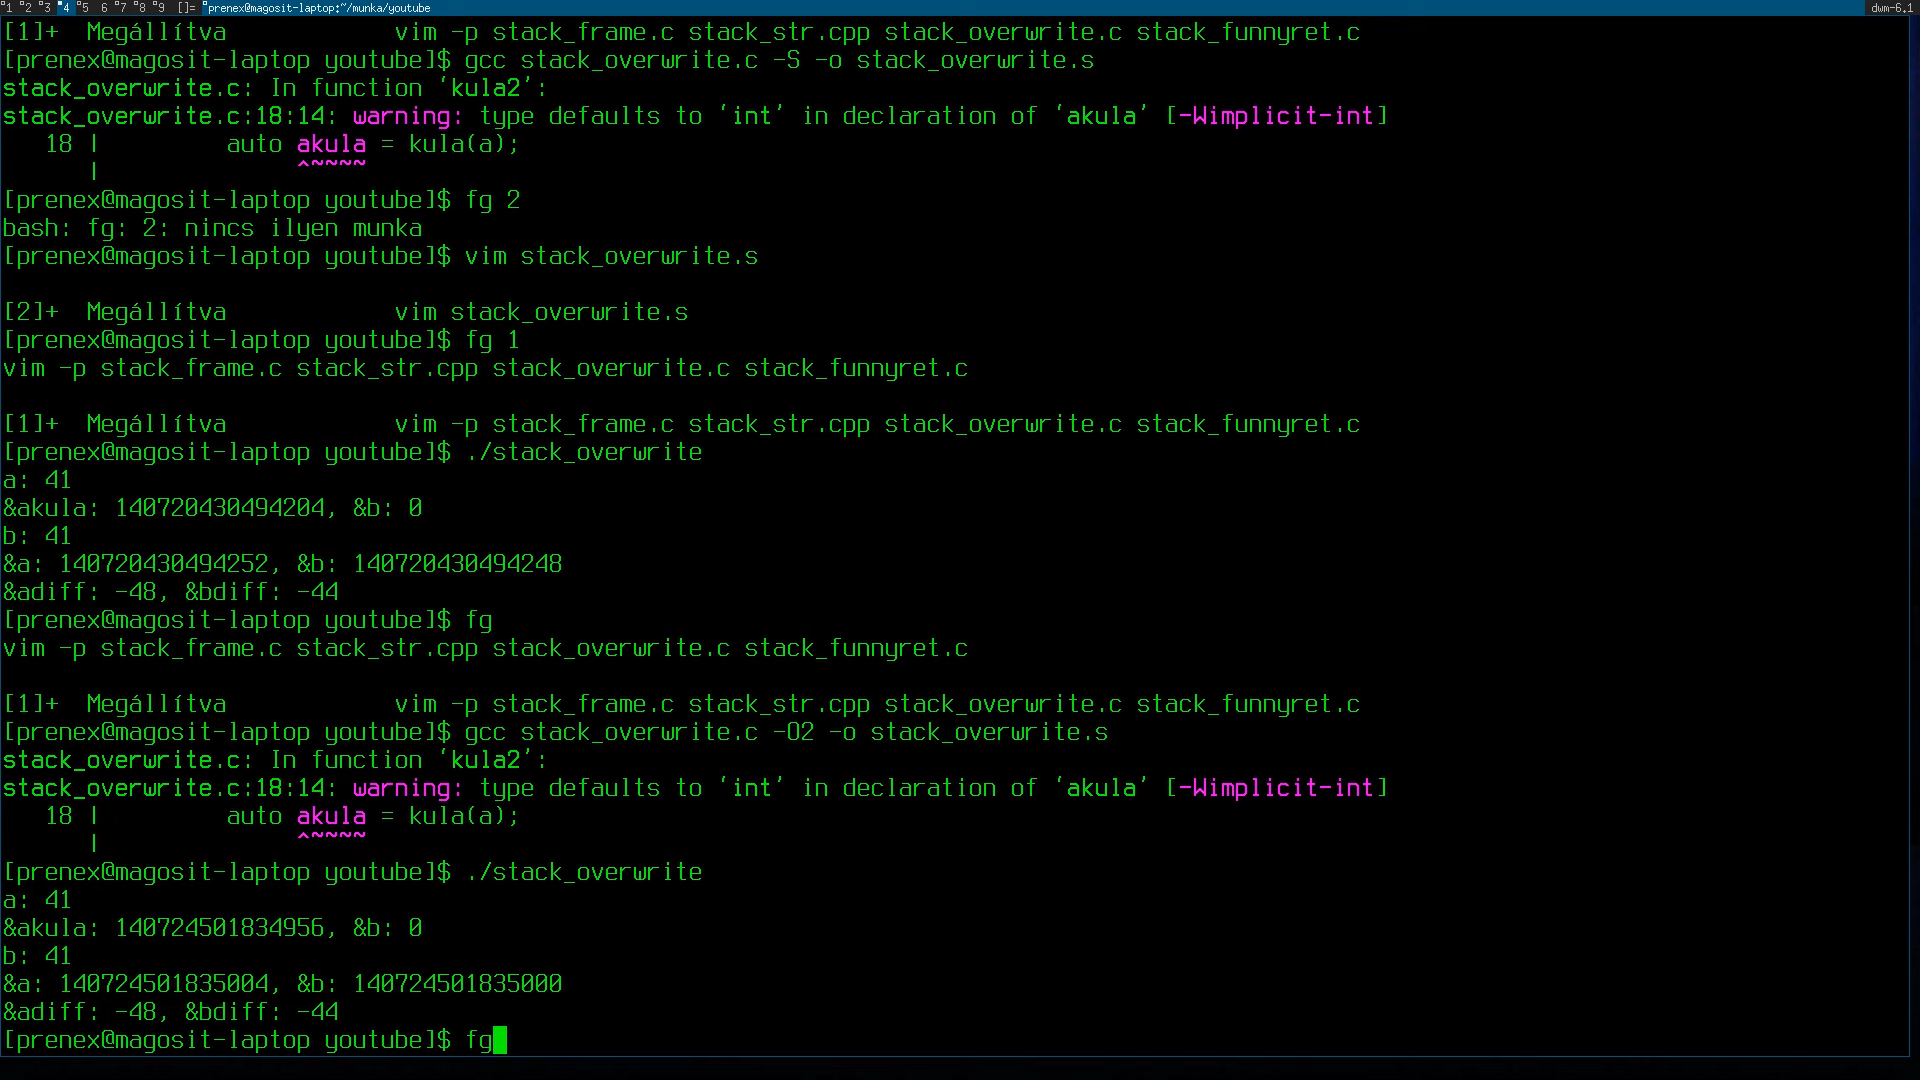 1 2 3 4 5 6 7 8 9 []= prenex@magosit-laptop:~/munka/youtube dwm-6.1
[1]+  Megállítva            vim -p stack_frame.c stack_str.cpp stack_overwrite.c stack_funnyret.c
[prenex@magosit-laptop youtube]$ gcc stack_overwrite.c -S -o stack_overwrite.s
stack_overwrite.c: In function ‘kula2’:
stack_overwrite.c:18:14: warning: type defaults to ‘int’ in declaration of ‘akula’ [-Wimplicit-int]
   18 |         auto akula = kula(a);
      |              ^~~~~
[prenex@magosit-laptop youtube]$ fg 2
bash: fg: 2: nincs ilyen munka
[prenex@magosit-laptop youtube]$ vim stack_overwrite.s
[2]+  Megállítva            vim stack_overwrite.s
[prenex@magosit-laptop youtube]$ fg 1
vim -p stack_frame.c stack_str.cpp stack_overwrite.c stack_funnyret.c
[1]+  Megállítva            vim -p stack_frame.c stack_str.cpp stack_overwrite.c stack_funnyret.c
[prenex@magosit-laptop youtube]$ ./stack_overwrite
a: 41
&akula: 140720430494204, &b: 0
b: 41
&a: 140720430494252, &b: 140720430494248
&adiff: -48, &bdiff: -44
[prenex@magosit-laptop youtube]$ fg
vim -p stack_frame.c stack_str.cpp stack_overwrite.c stack_funnyret.c
[1]+  Megállítva            vim -p stack_frame.c stack_str.cpp stack_overwrite.c stack_funnyret.c
[prenex@magosit-laptop youtube]$ gcc stack_overwrite.c -O2 -o stack_overwrite.s
stack_overwrite.c: In function ‘kula2’:
stack_overwrite.c:18:14: warning: type defaults to ‘int’ in declaration of ‘akula’ [-Wimplicit-int]
   18 |         auto akula = kula(a);
      |              ^~~~~
[prenex@magosit-laptop youtube]$ ./stack_overwrite
a: 41
&akula: 140724501834956, &b: 0
b: 41
&a: 140724501835004, &b: 140724501835000
&adiff: -48, &bdiff: -44
[prenex@magosit-laptop youtube]$ fg